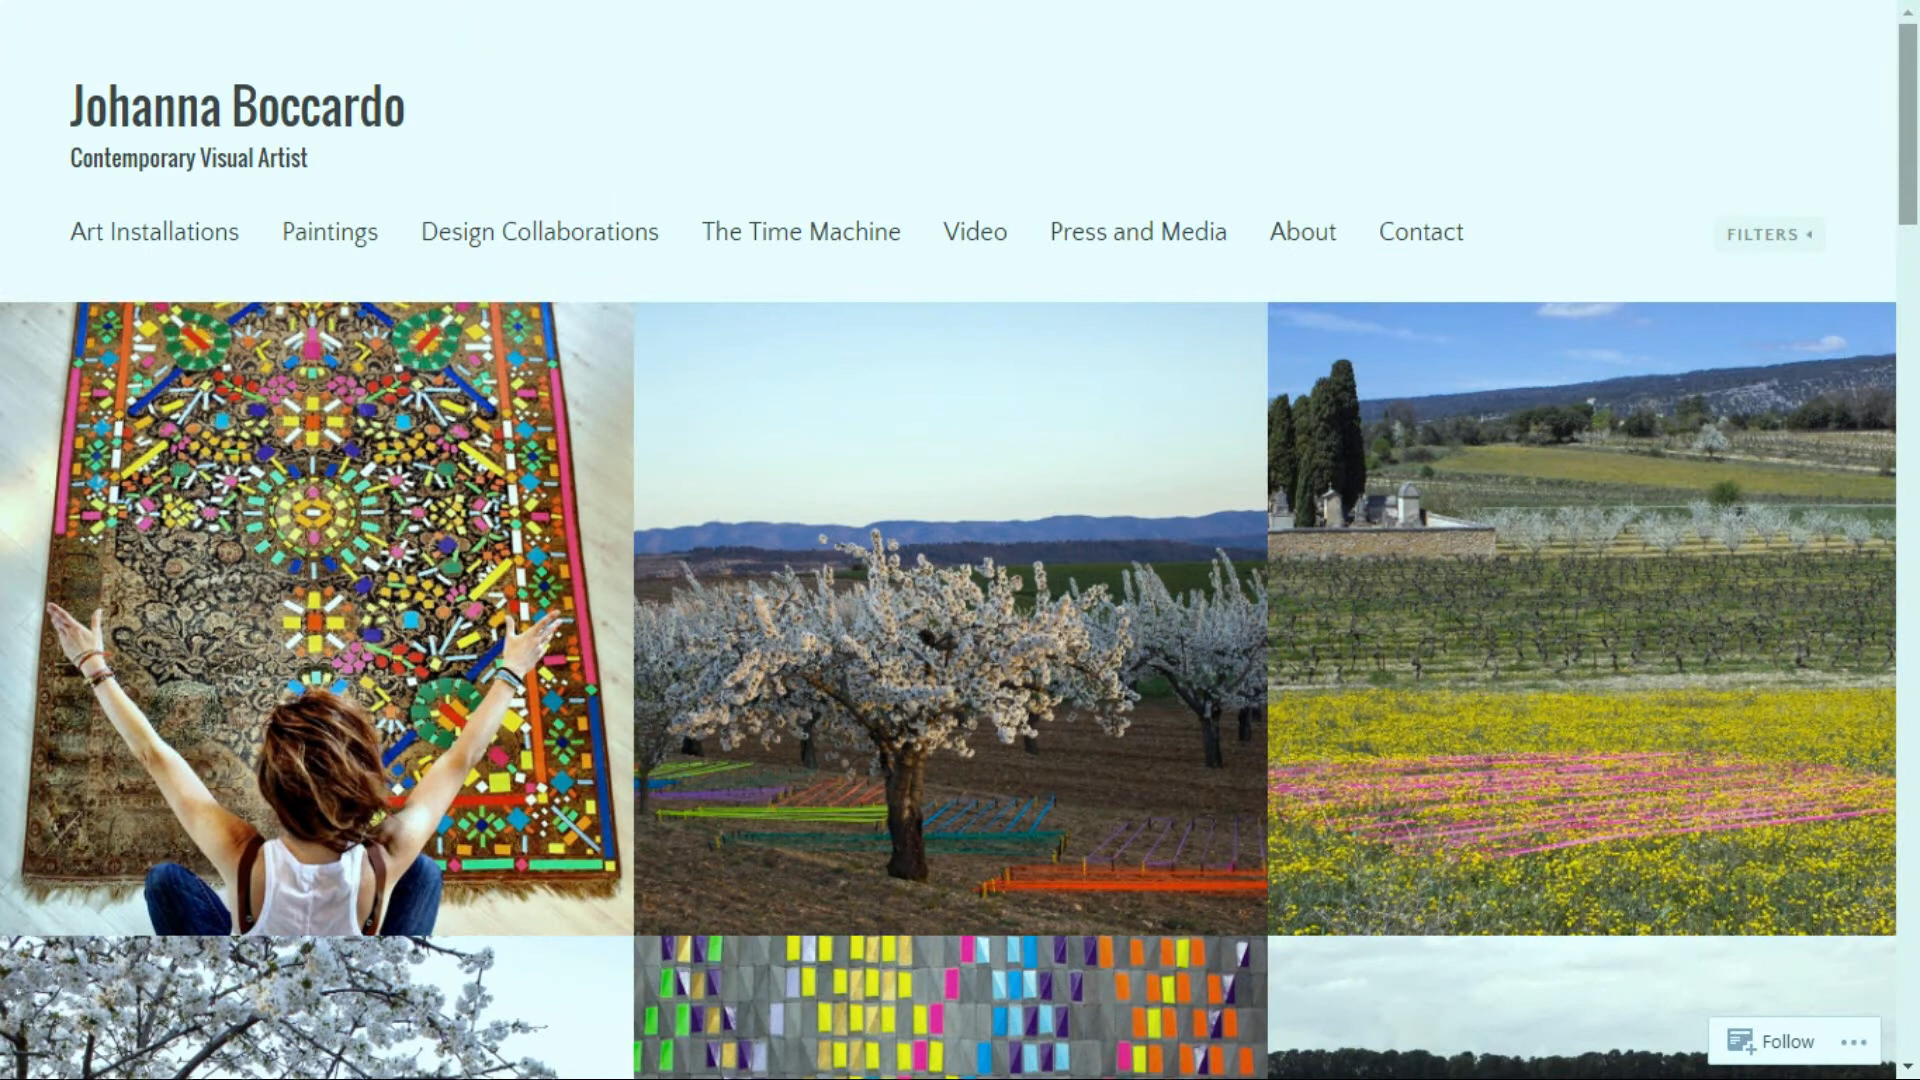 Johanna Boccardo
Contemporary Visual Artist
Art Installations Paintings Design Collaborations The Time Machine Video Press and Media About Contact
FILTERS
Follow